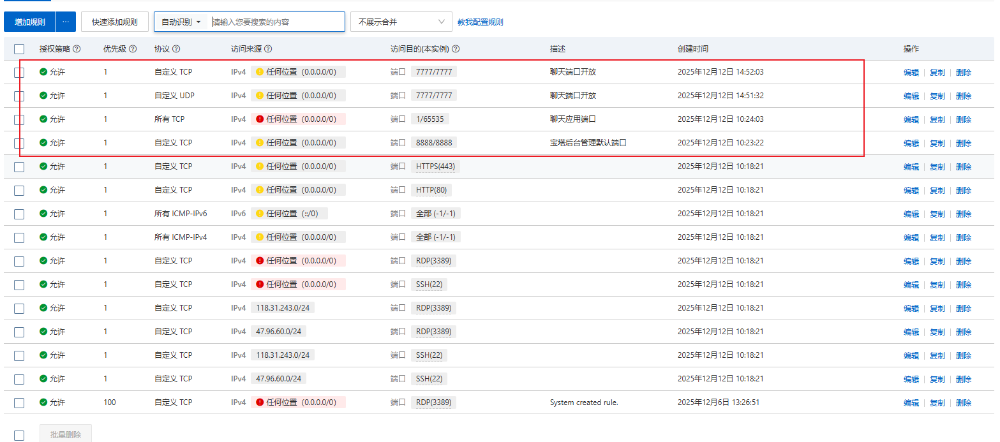 增加规则 ··· 快速添加规则 自动识别 请输入您要搜索的内容 不展示合并 教我配置规则
授权策略 优先级 协议 访问来源 访问目的(本实例) 描述 创建时间 操作
允许 1 自定义 TCP IPv4 任何位置 (0.0.0.0/0) 端口 7777/7777 聊天端口开放 2025年12月12日 14:52:03 编辑 复制 删除
允许 1 自定义 UDP IPv4 任何位置 (0.0.0.0/0) 端口 7777/7777 聊天端口开放 2025年12月12日 14:51:32 编辑 复制 删除
允许 1 所有 TCP IPv4 任何位置 (0.0.0.0/0) 端口 1/65535 聊天应用端口 2025年12月12日 10:24:03 编辑 复制 删除
允许 1 自定义 TCP IPv4 任何位置 (0.0.0.0/0) 端口 8888/8888 宝塔后台管理默认端口 2025年12月12日 10:23:22 编辑 复制 删除
允许 1 自定义 TCP IPv4 任何位置 (0.0.0.0/0) 端口 HTTPS(443) 2025年12月12日 10:18:21 编辑 复制 删除
允许 1 自定义 TCP IPv4 任何位置 (0.0.0.0/0) 端口 HTTP(80) 2025年12月12日 10:18:21 编辑 复制 删除
允许 1 所有 ICMP-IPv6 IPv6 任何位置 (::/0) 端口 全部 (-1/-1) 2025年12月12日 10:18:21 编辑 复制 删除
允许 1 所有 ICMP-IPv4 IPv4 任何位置 (0.0.0.0/0) 端口 全部 (-1/-1) 2025年12月12日 10:18:21 编辑 复制 删除
允许 1 自定义 TCP IPv4 任何位置 (0.0.0.0/0) 端口 RDP(3389) 2025年12月12日 10:18:21 编辑 复制 删除
允许 1 自定义 TCP IPv4 任何位置 (0.0.0.0/0) 端口 SSH(22) 2025年12月12日 10:18:21 编辑 复制 删除
允许 1 自定义 TCP IPv4 118.31.243.0/24 端口 RDP(3389) 2025年12月12日 10:18:21 编辑 复制 删除
允许 1 自定义 TCP IPv4 47.96.60.0/24 端口 RDP(3389) 2025年12月12日 10:18:21 编辑 复制 删除
允许 1 自定义 TCP IPv4 118.31.243.0/24 端口 SSH(22) 2025年12月12日 10:18:21 编辑 复制 删除
允许 1 自定义 TCP IPv4 47.96.60.0/24 端口 SSH(22) 2025年12月12日 10:18:21 编辑 复制 删除
允许 100 自定义 TCP IPv4 任何位置 (0.0.0.0/0) 端口 RDP(3389) System created rule. 2025年12月6日 13:26:51 编辑 复制 删除
批量删除